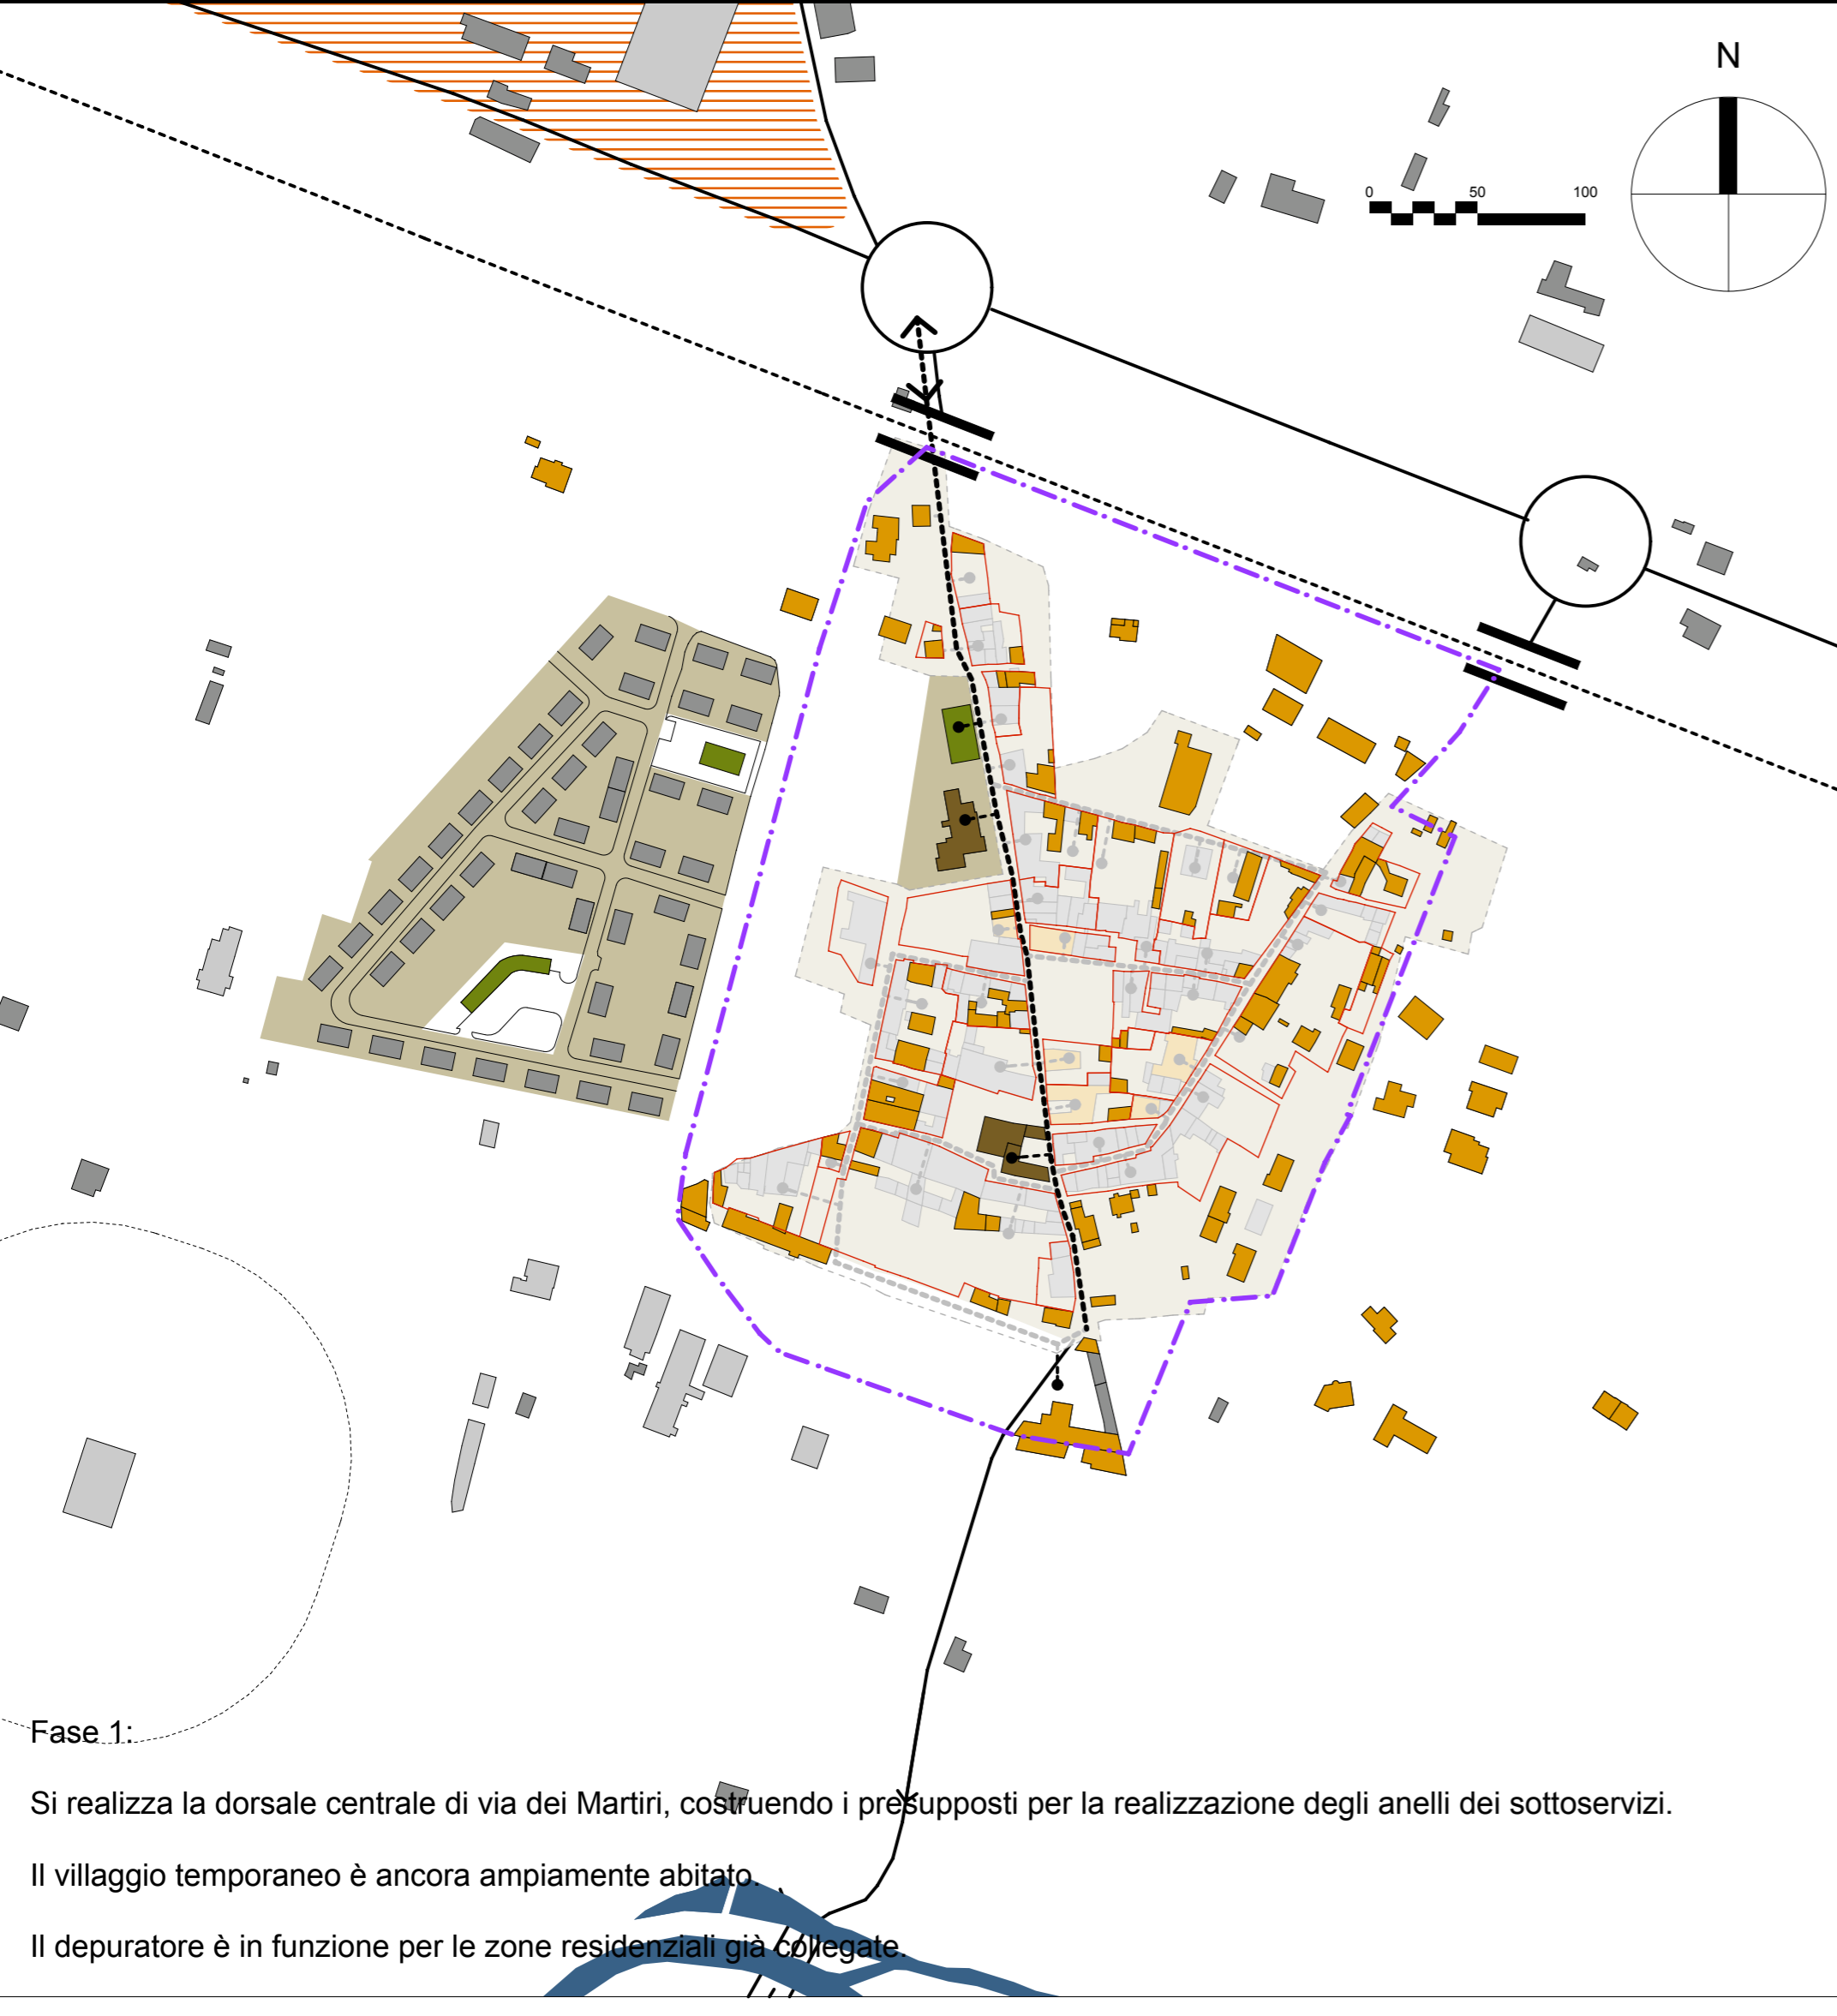 N
0 50 100
Fase 1:
Si realizza la dorsale centrale di via dei Martiri, costruendo i presupposti per la realizzazione degli anelli dei sottoservizi.
Il villaggio temporaneo è ancora ampiamente abitato.
Il depuratore è in funzione per le zone residenziali già collegate.